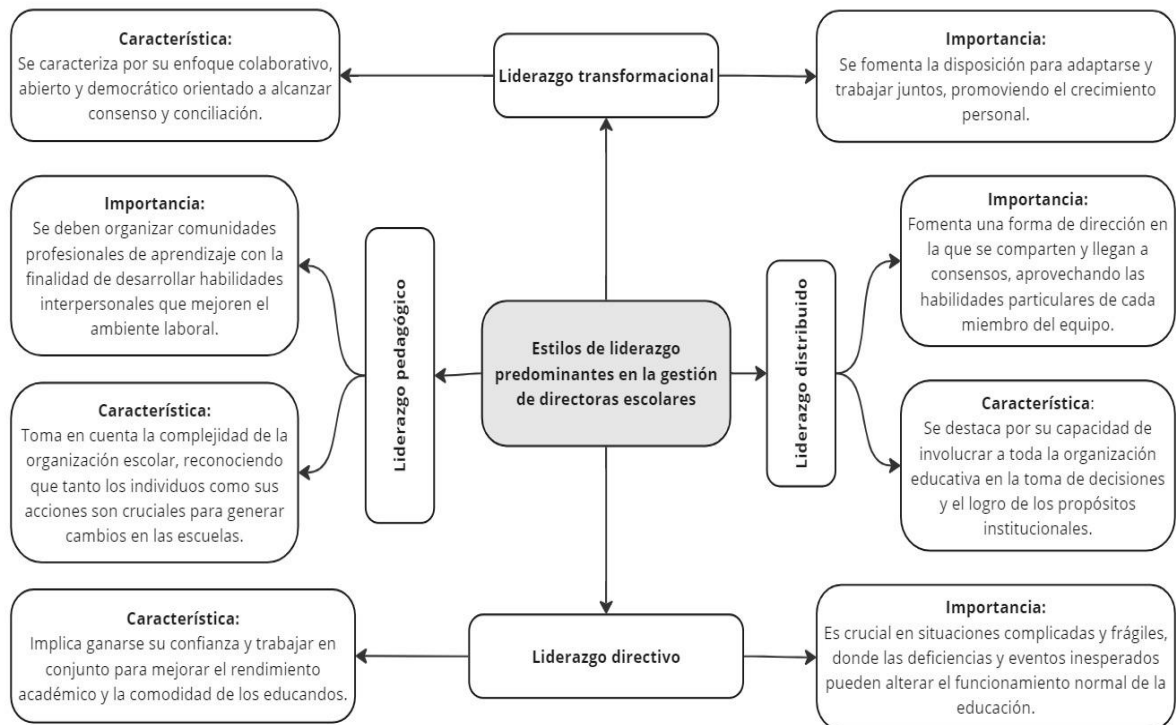 Característica:
Se caracteriza por su enfoque colaborativo,
abierto y democrático orientado a alcanzar
consenso y conciliación.
Liderazgo transformacional
Importancia:
Se fomenta la disposición para adaptarse y
trabajar juntos, promoviendo el crecimiento
personal.
Importancia:
Se deben organizar comunidades
profesionales de aprendizaje con la
finalidad de desarrollar habilidades
interpersonales que mejoren el
ambiente laboral.
Característica:
Toma en cuenta la complejidad de la
organización escolar, reconociendo
que tanto los individuos como sus
acciones son cruciales para generar
cambios en las escuelas.
Liderazgo pedagógico
Estilos de liderazgo
predominantes en la gestión
de directoras escolares
Liderazgo distribuido
Importancia:
Fomenta una forma de dirección en
la que se comparten y llegan a
consensos, aprovechando las
habilidades particulares de cada
miembro del equipo.
Característica:
Se destaca por su capacidad de
involucrar a toda la organización
educativa en la toma de decisiones
y el logro de los propósitos
institucionales.
Característica:
Implica ganarse su confianza y trabajar en
conjunto para mejorar el rendimiento
académico y la comodidad de los educandos.
Liderazgo directivo
Importancia:
Es crucial en situaciones complicadas y frágiles,
donde las deficiencias y eventos inesperados
pueden alterar el funcionamiento normal de la
educación.